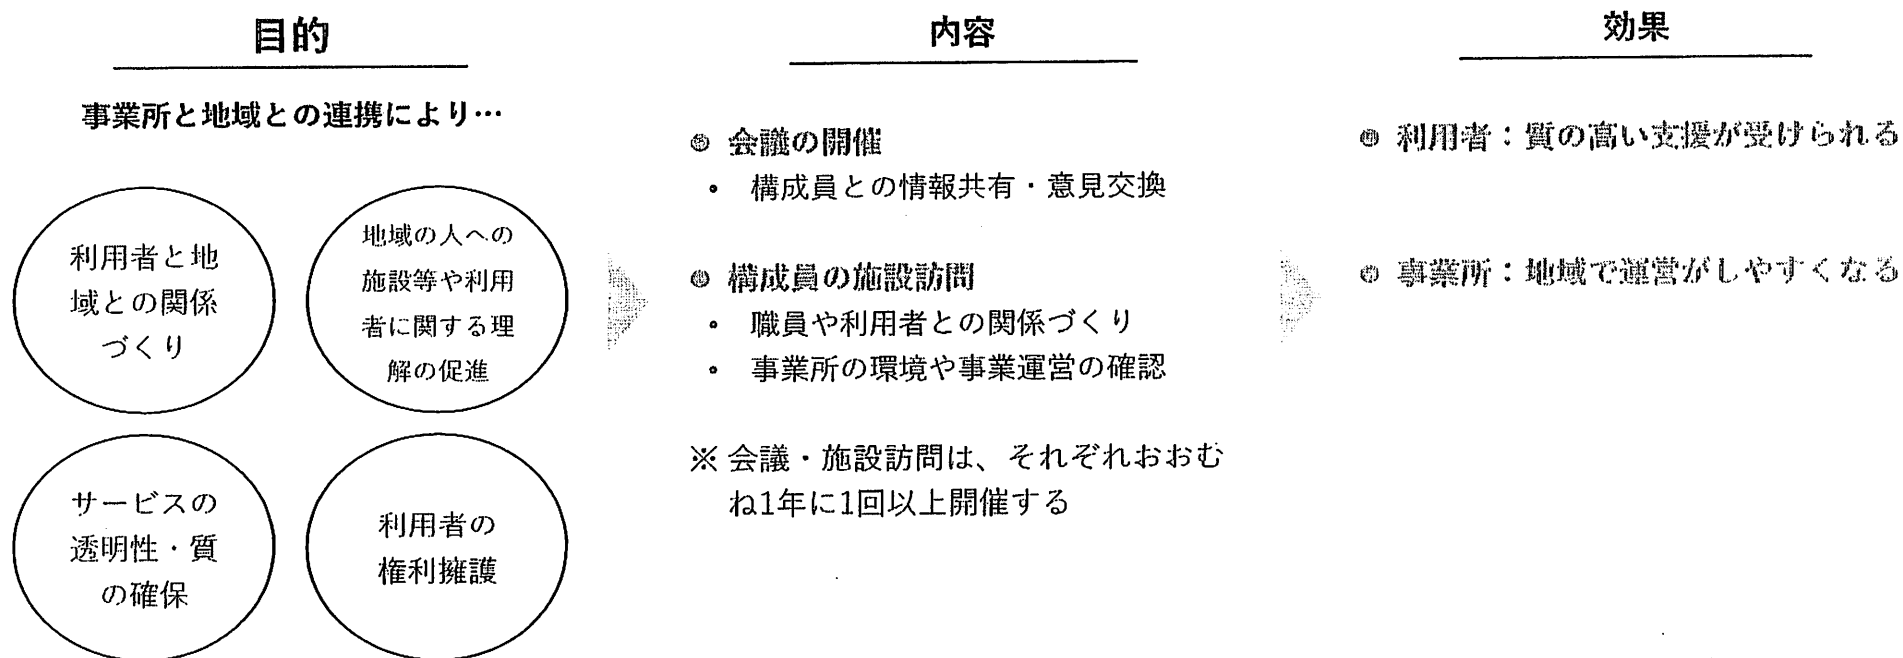 目的
事業所と地域との連携により…
利用者と地
域との関係
づくり
地域の人への
施設等や利用
者に関する理
解の促進
サービスの
透明性・質
の確保
利用者の
権利擁護
内容
● 会議の開催
• 構成員との情報共有・意見交換
● 構成員の施設訪問
• 職員や利用者との関係づくり
• 事業所の環境や事業運営の確認
※ 会議・施設訪問は、それぞれおおむ
ね1年に1回以上開催する
効果
● 利用者：質の高い支援が受けられる
● 事業所：地域で運営がしやすくなる